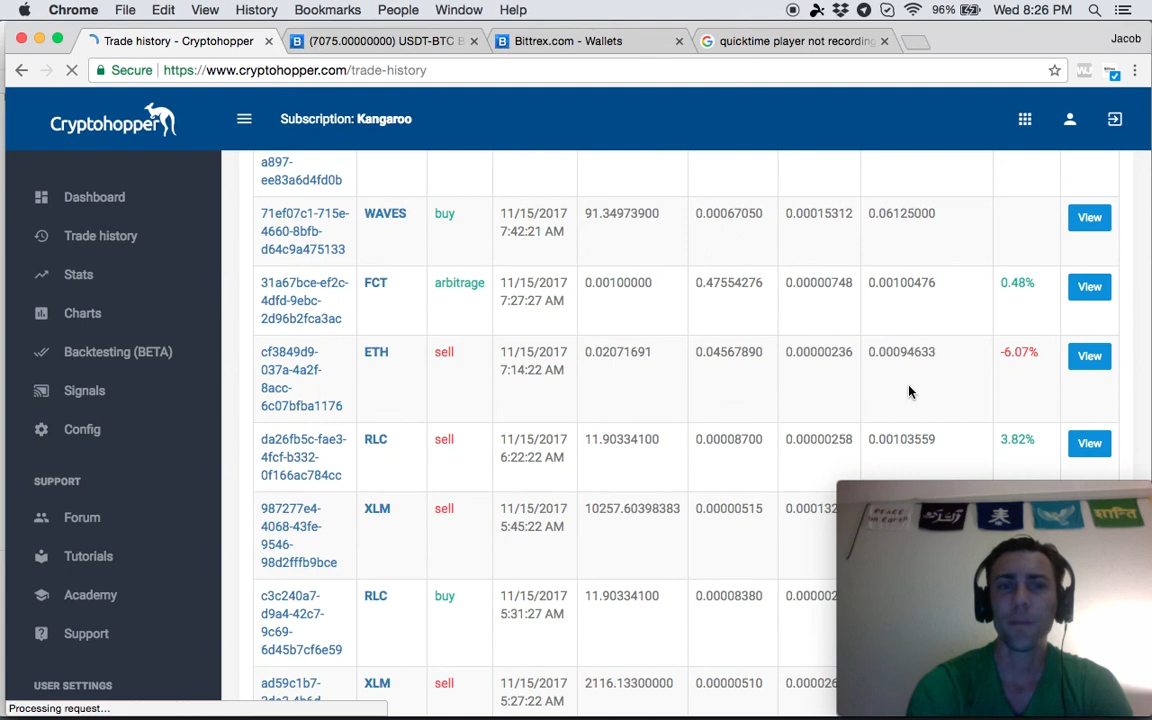 Chrome File Edit View History Bookmarks People Window Help 96% Wed 8:26 PM
Trade history - Cryptohopper (7075.00000000) USDT-BTC B Bittrex.com - Wallets quicktime player not recording Jacob
Secure https://www.cryptohopper.com/trade-history
Cryptohopper Subscription: Kangaroo
Dashboard
Trade history
Stats
Charts
Backtesting (BETA)
Signals
Config
SUPPORT
Forum
Tutorials
Academy
Support
USER SETTINGS
a897-
ee83a6d4fd0b
71ef07c1-715e- WAVES buy 11/15/2017 91.34973900 0.00067050 0.00015312 0.06125000 View
4660-8bfb- 7:42:21 AM
d64c9a475133
31a67bce-ef2c- FCT arbitrage 11/15/2017 0.00100000 0.47554276 0.00000748 0.00100476 0.48% View
4dfd-9ebc- 7:27:27 AM
2d96b2fca3ac
cf3849d9- ETH sell 11/15/2017 0.02071691 0.04567890 0.00000236 0.00094633 -6.07% View
037a-4a2f- 7:14:22 AM
8acc-
6c07bfba1176
da26fb5c-fae3- RLC sell 11/15/2017 11.90334100 0.00008700 0.00000258 0.00103559 3.82% View
4fcf-b332- 6:22:22 AM
0f166ac784cc
987277e4- XLM sell 11/15/2017 10257.60398383 0.00000515 0.000132
4068-43fe- 5:45:22 AM
9546-
98d2fffb9bce
c3c240a7- RLC buy 11/15/2017 11.90334100 0.00008380 0.000002
d9a4-42c7- 5:31:27 AM
9c69-
6d45b7cf6e59
ad59c1b7- XLM sell 11/15/2017 2116.13300000 0.00000510 0.000026
5:27:22 AM
Processing request...
PEACE
शान्ति